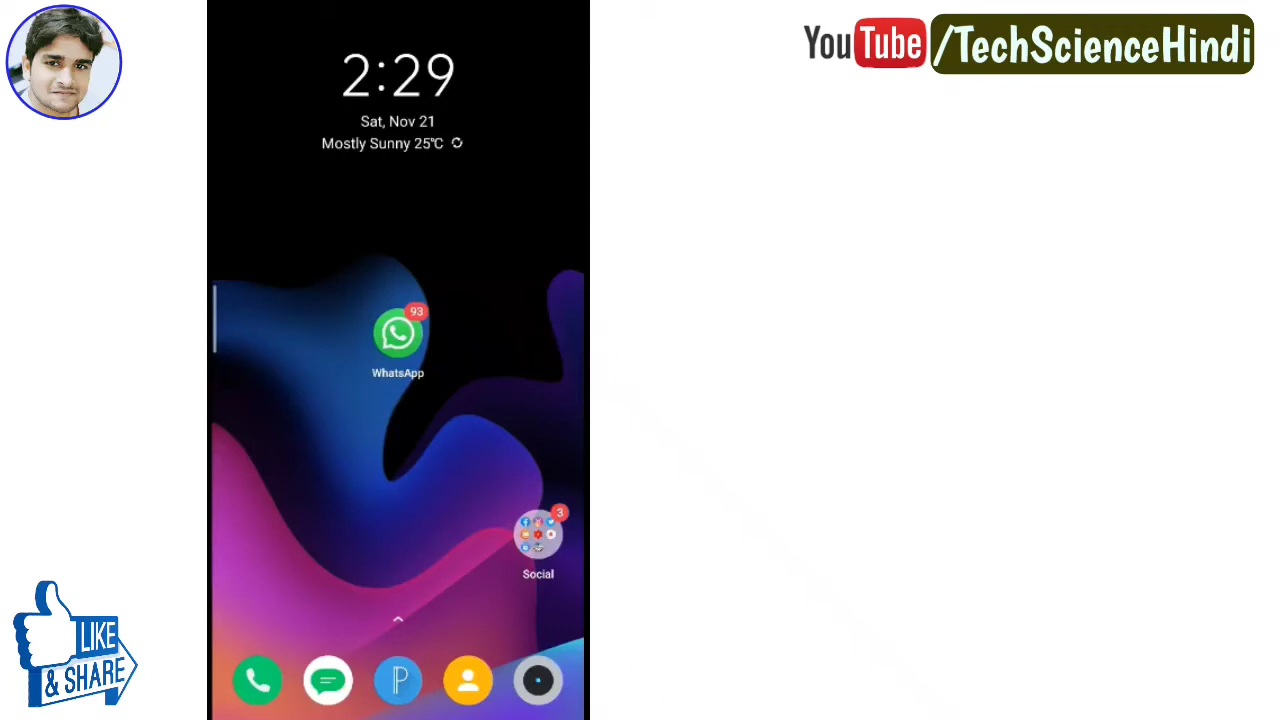 YouTube /TechScienceHindi
2:29
Sat, Nov 21
Mostly Sunny 25℃
93
WhatsApp
3
Social
LIKE
& SHARE